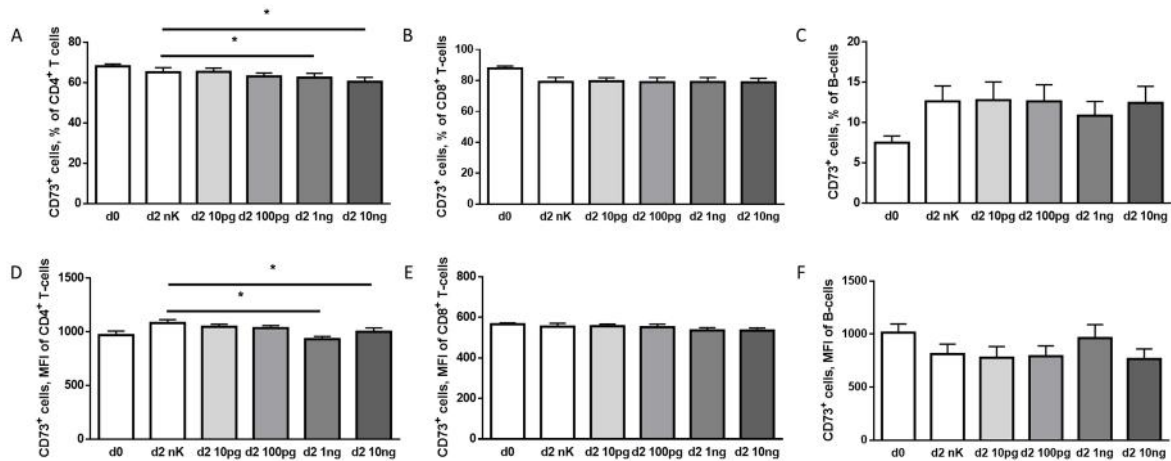 A
CD73+ cells, % of CD4+ T cells
80
60
40
20
0
*
*
d0 d2 nK d2 10pg d2 100pg d2 1ng d2 10ng
B
CD73+ cells, % of CD8+ T-cells
100
80
60
40
20
0
d0 d2 nK d2 10pg d2 100pg d2 1ng d2 10ng
C
CD73+ cells, % of B-cells
20
15
10
5
0
d0 d2 nK d2 10pg d2 100pg d2 1ng d2 10ng
D
CD73+ cells, MFI of CD4+ T-cells
1500
1000
500
0
*
*
d0 d2 nK d2 10pg d2 100pg d2 1ng d2 10ng
E
CD73+ cells, MFI of CD8+ T-cells
800
600
400
200
0
d0 d2 nK d2 10pg d2 100pg d2 1ng d2 10ng
F
CD73+ cells, MFI of B-cells
1500
1000
500
0
d0 d2 nK d2 10pg d2 100pg d2 1ng d2 10ng